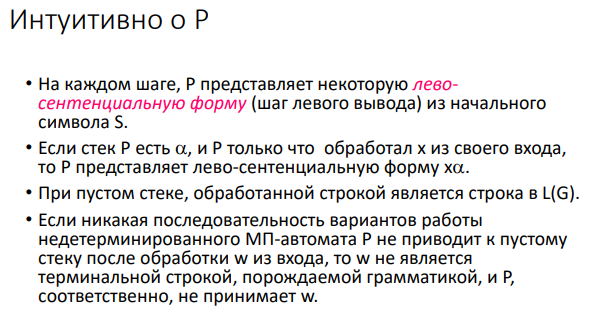 Интуитивно о P
• На каждом шаге, P представляет некоторую лево-
сентенциальную форму (шаг левого вывода) из начального
символа S.
• Если стек P есть α, и P только что обработал x из своего входа,
то P представляет лево-сентенциальную форму xα.
• При пустом стеке, обработанной строкой является строка в L(G).
• Если никакая последовательность вариантов работы
недетерминированного МП-автомата P не приводит к пустому
стеку после обработки w из входа, то w не является
терминальной строкой, порождаемой грамматикой, и P,
соответственно, не принимает w.